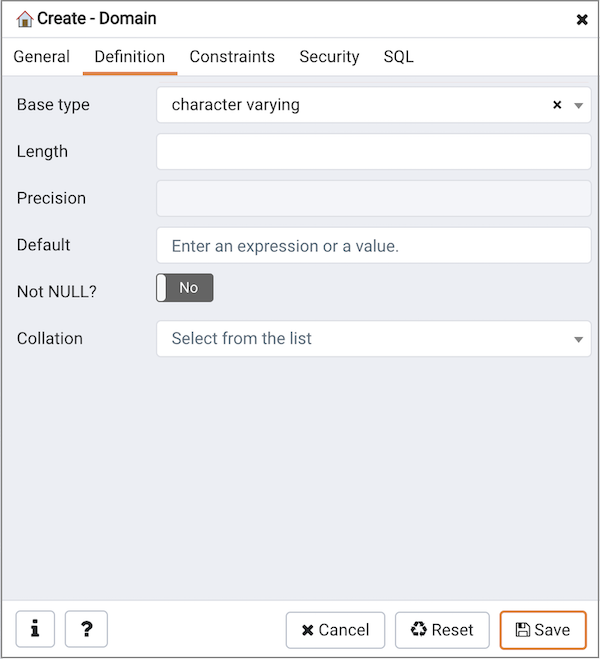 Create - Domain
General Definition Constraints Security SQL
Base type character varying
Length
Precision
Default Enter an expression or a value.
Not NULL? No
Collation Select from the list
i ? Cancel Reset Save